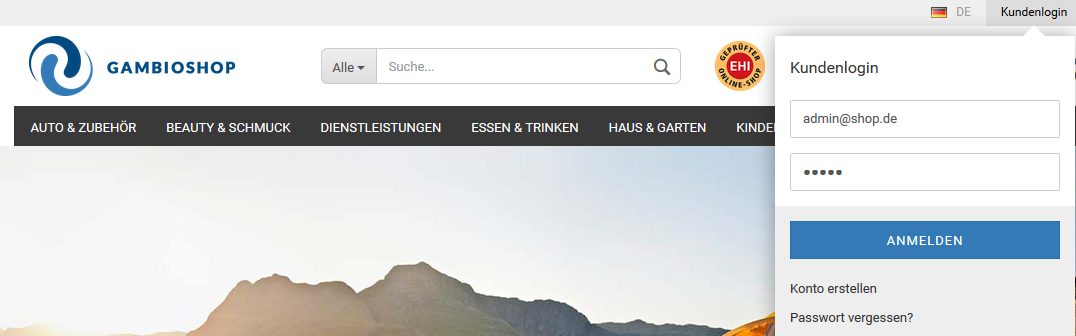 DE
Kundenlogin
GAMBIOSHOP
Alle
Suche...
GEPRÜFTER
EHI
ONLINE-SHOP
Kundenlogin
admin@shop.de
•••••
AUTO & ZUBEHÖR BEAUTY & SCHMUCK DIENSTLEISTUNGEN ESSEN & TRINKEN HAUS & GARTEN KINDE
ANMELDEN
Konto erstellen
Passwort vergessen?